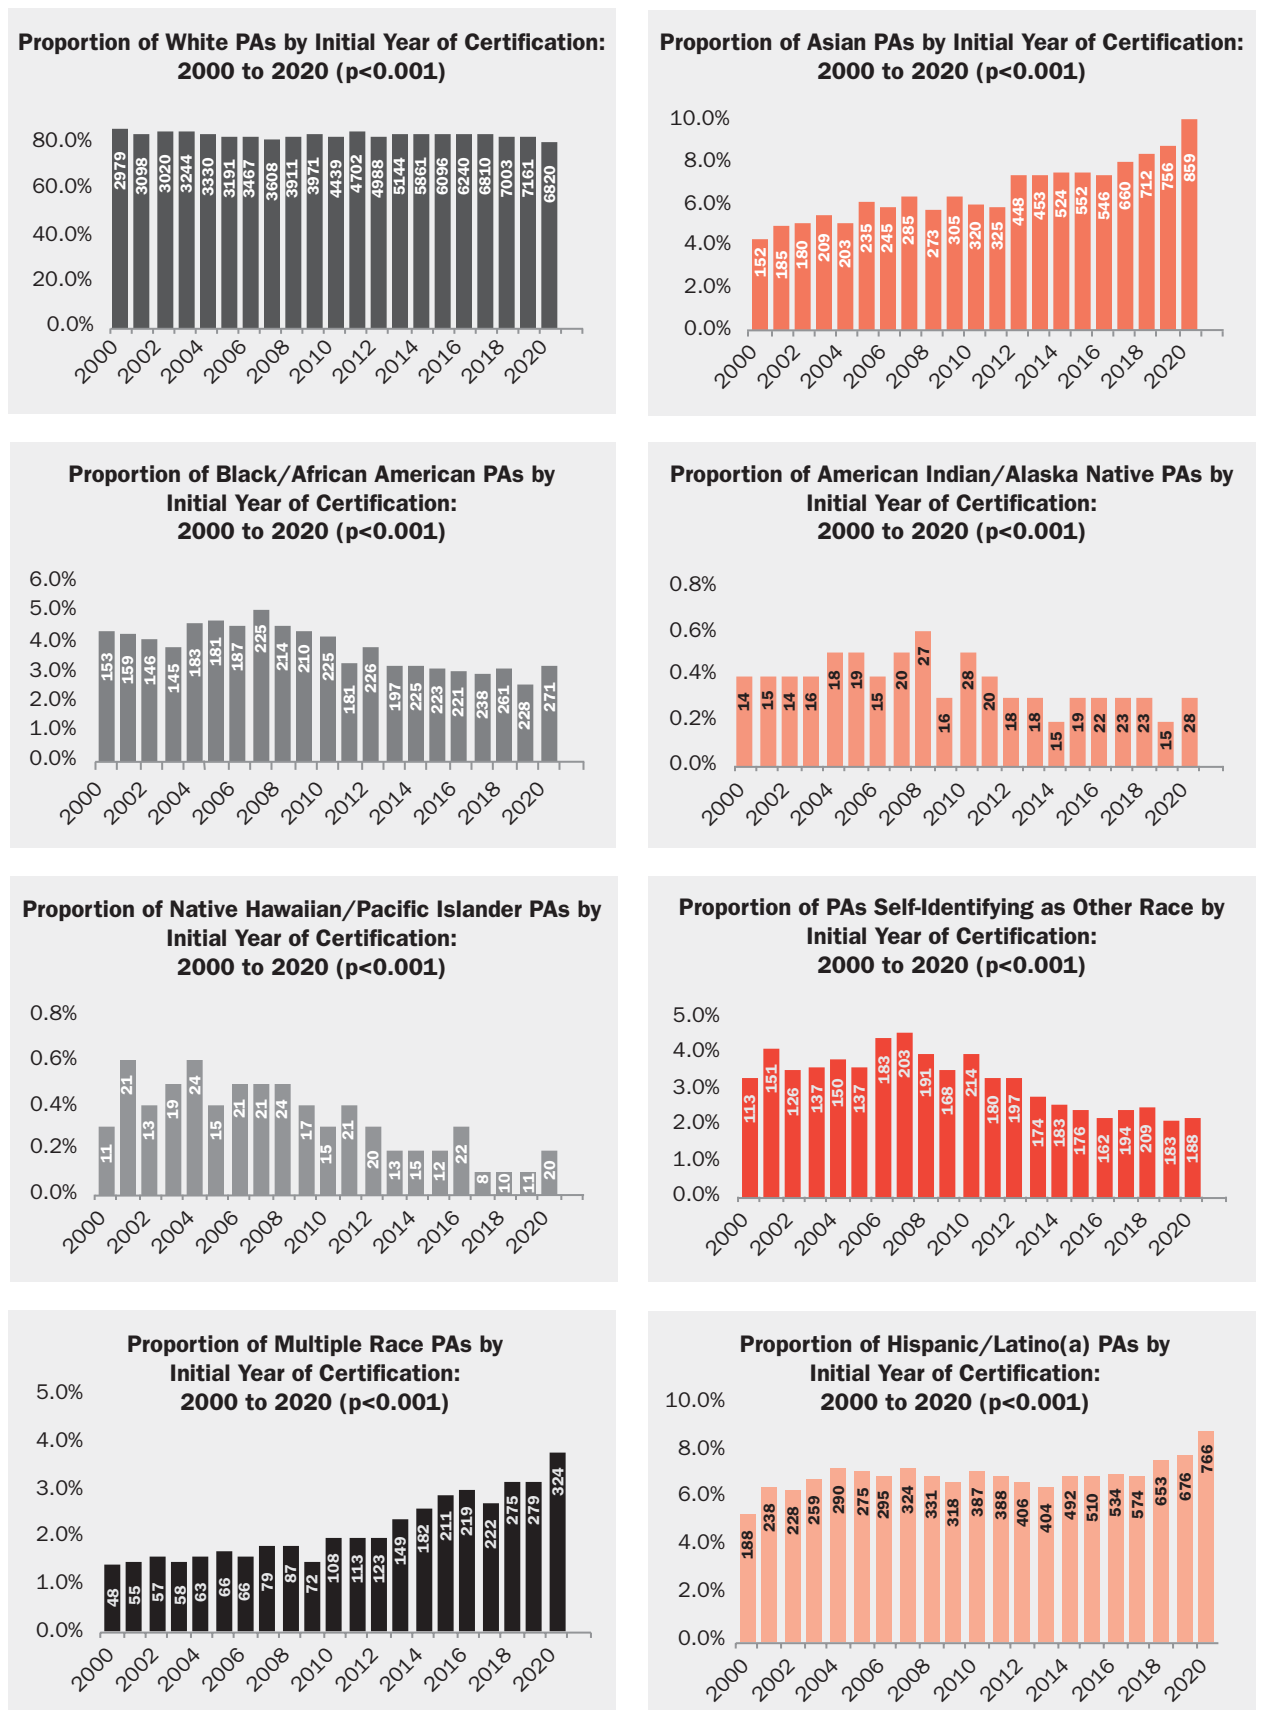 Proportion of White PAs by Initial Year of Certification:
2000 to 2020 (p<0.001)
80.0%
60.0%
40.0%
20.0%
0.0%
2979 3098 3020 3244 3330 3191 3467 3608 3911 3971 4439 4702 4988 5144 5861 6096 6240 6810 7003 7161 6820
2000 2002 2004 2006 2008 2010 2012 2014 2016 2018 2020
Proportion of Asian PAs by Initial Year of Certification:
2000 to 2020 (p<0.001)
10.0%
8.0%
6.0%
4.0%
2.0%
0.0%
152 185 180 209 203 235 245 285 273 305 320 325 448 453 524 552 546 660 712 756 859
2000 2002 2004 2006 2008 2010 2012 2014 2016 2018 2020
Proportion of Black/African American PAs by
Initial Year of Certification:
2000 to 2020 (p<0.001)
6.0%
5.0%
4.0%
3.0%
2.0%
1.0%
0.0%
153 159 146 145 183 181 187 225 214 210 225 181 226 197 225 223 221 238 261 228 271
2000 2002 2004 2006 2008 2010 2012 2014 2016 2018 2020
Proportion of American Indian/Alaska Native PAs by
Initial Year of Certification:
2000 to 2020 (p<0.001)
0.8%
0.6%
0.4%
0.2%
0.0%
14 15 14 16 18 19 15 20 27 16 28 20 18 18 15 19 22 23 23 15 28
2000 2002 2004 2006 2008 2010 2012 2014 2016 2018 2020
Proportion of Native Hawaiian/Pacific Islander PAs by
Initial Year of Certification:
2000 to 2020 (p<0.001)
0.8%
0.6%
0.4%
0.2%
0.0%
11 21 13 19 24 15 21 21 24 17 15 21 20 13 15 12 22 8 10 11 20
2000 2002 2004 2006 2008 2010 2012 2014 2016 2018 2020
Proportion of PAs Self-Identifying as Other Race by
Initial Year of Certification:
2000 to 2020 (p<0.001)
5.0%
4.0%
3.0%
2.0%
1.0%
0.0%
113 151 126 137 150 137 183 203 191 168 214 180 197 174 183 176 162 194 209 183 188
2000 2002 2004 2006 2008 2010 2012 2014 2016 2018 2020
Proportion of Multiple Race PAs by
Initial Year of Certification:
2000 to 2020 (p<0.001)
5.0%
4.0%
3.0%
2.0%
1.0%
0.0%
48 55 57 58 63 66 66 79 87 72 108 113 123 149 182 211 219 222 275 279 324
2000 2002 2004 2006 2008 2010 2012 2014 2016 2018 2020
Proportion of Hispanic/Latino(a) PAs by
Initial Year of Certification:
2000 to 2020 (p<0.001)
10.0%
8.0%
6.0%
4.0%
2.0%
0.0%
188 238 228 259 290 275 295 324 331 318 387 388 406 404 492 510 534 574 653 676 766
2000 2002 2004 2006 2008 2010 2012 2014 2016 2018 2020